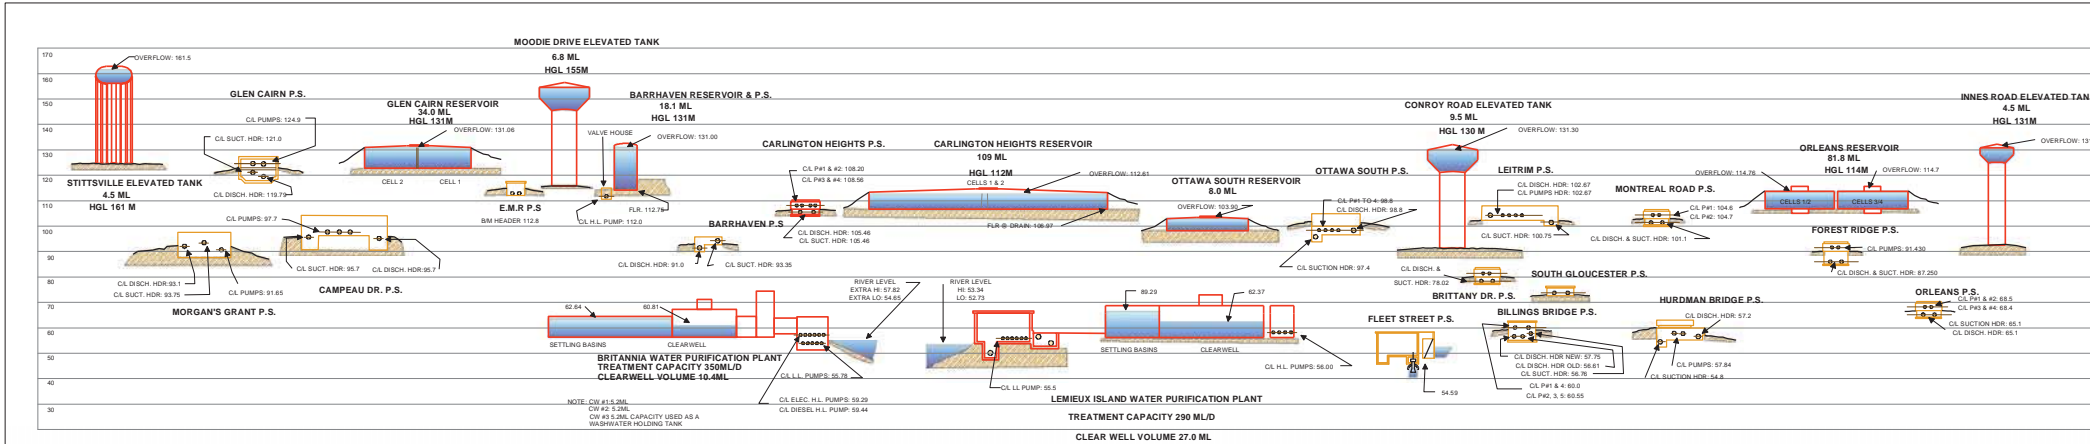 170
160
150
140
130
120
110
100
90
80
70
60
50
40
30
OVERFLOW: 161.5
STITTSVILLE ELEVATED TANK
4.5 ML
HGL 161 M
GLEN CAIRN P.S.
C/L PUMPS: 124.9
C/L SUCT. HDR: 121.0
C/L DISCH. HDR: 119.79
GLEN CAIRN RESERVOIR
34.0 ML
HGL 131M
OVERFLOW: 131.06
CELL 2
CELL 1
MOODIE DRIVE ELEVATED TANK
6.8 ML
HGL 155M
E.M.R P.S
B/M HEADER 112.8
BARRHAVEN RESERVOIR & P.S.
18.1 ML
HGL 131M
VALVE HOUSE
OVERFLOW: 131.00
FLR. 112.75
C/L H.L. PUMP: 112.0
MORGAN'S GRANT P.S.
C/L DISCH. HDR:93.1
C/L SUCT. HDR: 93.75
C/L PUMPS: 91.65
CAMPEAU DR. P.S.
C/L PUMPS: 97.7
C/L SUCT. HDR: 95.7
C/L DISCH. HDR:95.7
BARRHAVEN P.S
C/L DISCH. HDR: 91.0
C/L SUCT. HDR: 93.35
CARLINGTON HEIGHTS P.S.
C/L P#1 & #2: 108.20
C/L P#3 & #4: 108.56
C/L DISCH. HDR: 105.46
C/L SUCT. HDR: 105.46
CARLINGTON HEIGHTS RESERVOIR
109 ML
HGL 112M
CELLS 1 & 2
OVERFLOW: 112.61
FLR @ DRAIN: 106.97
OTTAWA SOUTH RESERVOIR
8.0 ML
OVERFLOW: 103.90
OTTAWA SOUTH P.S.
C/L P#1 TO 4: 98.8
C/L DISCH. HDR: 98.8
C/L SUCTION HDR: 97.4
CONROY ROAD ELEVATED TANK
9.5 ML
HGL 130 M
OVERFLOW: 131.30
LEITRIM P.S.
C/L DISCH. HDR: 102.67
C/L PUMPS HDR: 102.67
C/L SUCT. HDR: 100.75
MONTREAL ROAD P.S.
C/L P#1: 104.6
C/L P#2: 104.7
C/L DISCH. & SUCT. HDR: 101.1
ORLEANS RESERVOIR
81.8 ML
HGL 114M
OVERFLOW: 114.76
OVERFLOW: 114.7
CELLS 1/2
CELLS 3/4
INNES ROAD ELEVATED TAN
4.5 ML
HGL 131M
OVERFLOW: 13
FOREST RIDGE P.S.
C/L PUMPS: 91.430
C/L DISCH. & SUCT. HDR: 87.250
BRITTANY DR. P.S.
C/L DISCH. &
SUCT. HDR: 78.02
SOUTH GLOUCESTER P.S.
BILLINGS BRIDGE P.S.
C/L DISCH. HDR NEW: 57.75
C/L DISCH. HDR OLD: 56.61
C/L SUCT. HDR: 56.76
C/L P#1 & 4: 60.0
C/L P#2, 3, 5: 60.55
HURDMAN BRIDGE P.S.
C/L DISCH. HDR: 57.2
C/L PUMPS: 57.84
C/L SUCTION HDR: 54.8
ORLEANS P.S.
C/L P#1 & #2: 68.5
C/L P#3 & #4: 68.4
C/L SUCTION HDR: 65.1
C/L DISCH. HDR: 65.1
62.64
60.81
SETTLING BASINS
CLEARWELL
BRITANNIA WATER PURIFICATION PLANT
TREATMENT CAPACITY 350ML/D
CLEARWELL VOLUME 10.4ML
NOTE: CW #1:5.2ML
CW #2: 5.2ML
CW #3 5.2ML CAPACITY USED AS A
WASHWATER HOLDING TANK
RIVER LEVEL
EXTRA HI: 57.82
EXTRA LO: 54.65
C/L L.L. PUMPS: 55.78
C/L ELEC. H.L. PUMPS: 59.29
C/L DIESEL H.L. PUMP: 59.44
RIVER LEVEL
HI: 53.34
LO: 52.73
C/L LL PUMP: 55.5
89.29
62.37
SETTLING BASINS
CLEARWELL
C/L H.L. PUMPS: 56.00
LEMIEUX ISLAND WATER PURIFICATION PLANT
TREATMENT CAPACITY 290 ML/D
CLEAR WELL VOLUME 27.0 ML
FLEET STREET P.S.
54.59